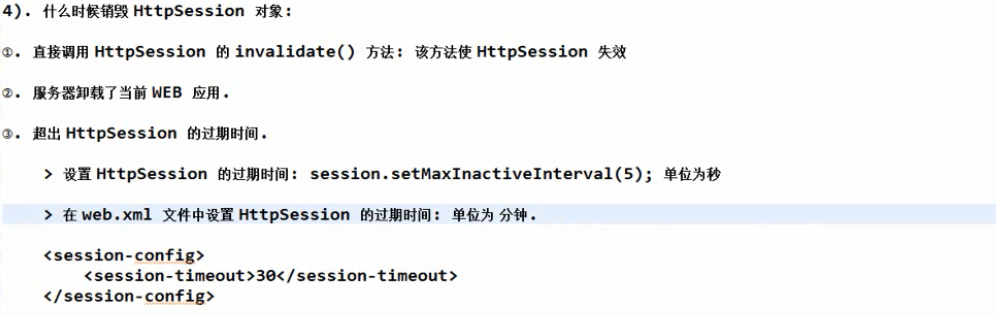 4). 什么时候销毁 HttpSession 对象:
①. 直接调用 HttpSession 的 invalidate() 方法: 该方法使 HttpSession 失效
②. 服务器卸载了当前 WEB 应用.
③. 超出 HttpSession 的过期时间.
> 设置 HttpSession 的过期时间: session.setMaxInactiveInterval(5); 单位为秒
> 在 web.xml 文件中设置 HttpSession 的过期时间: 单位为 分钟.
<session-config>
<session-timeout>30</session-timeout>
</session-config>